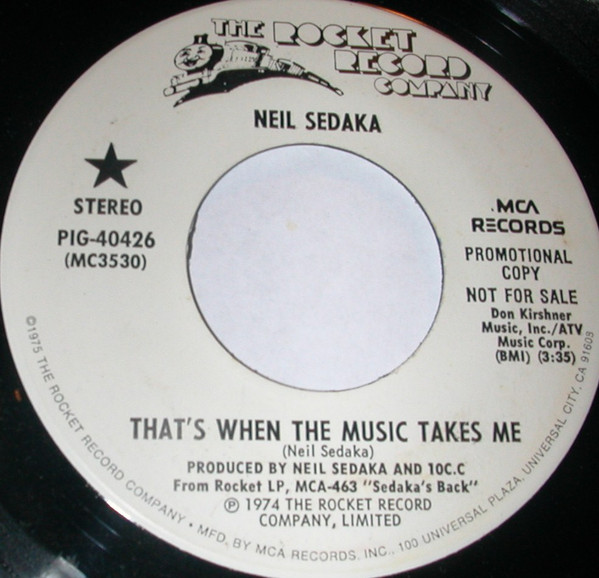 THE ROCKET
RECORD
COMPANY
NEIL SEDAKA
STEREO
PIG-40426
(MC3530)
.MCA
RECORDS
PROMOTIONAL
COPY
NOT FOR SALE
Don Kirshner
Music, Inc./ATV
Music Corp.
(BMI) (3:35)
THAT'S WHEN THE MUSIC TAKES ME
(Neil Sedaka)
PRODUCED BY NEIL SEDAKA AND 10C.C
From Rocket LP, MCA-463 "Sedaka's Back"
℗ 1974 THE ROCKET RECORD
COMPANY, LIMITED
©1975 THE ROCKET RECORD COMPANY • MFD. BY MCA RECORDS, INC., 100 UNIVERSAL PLAZA, UNIVERSAL CITY, CA 91608